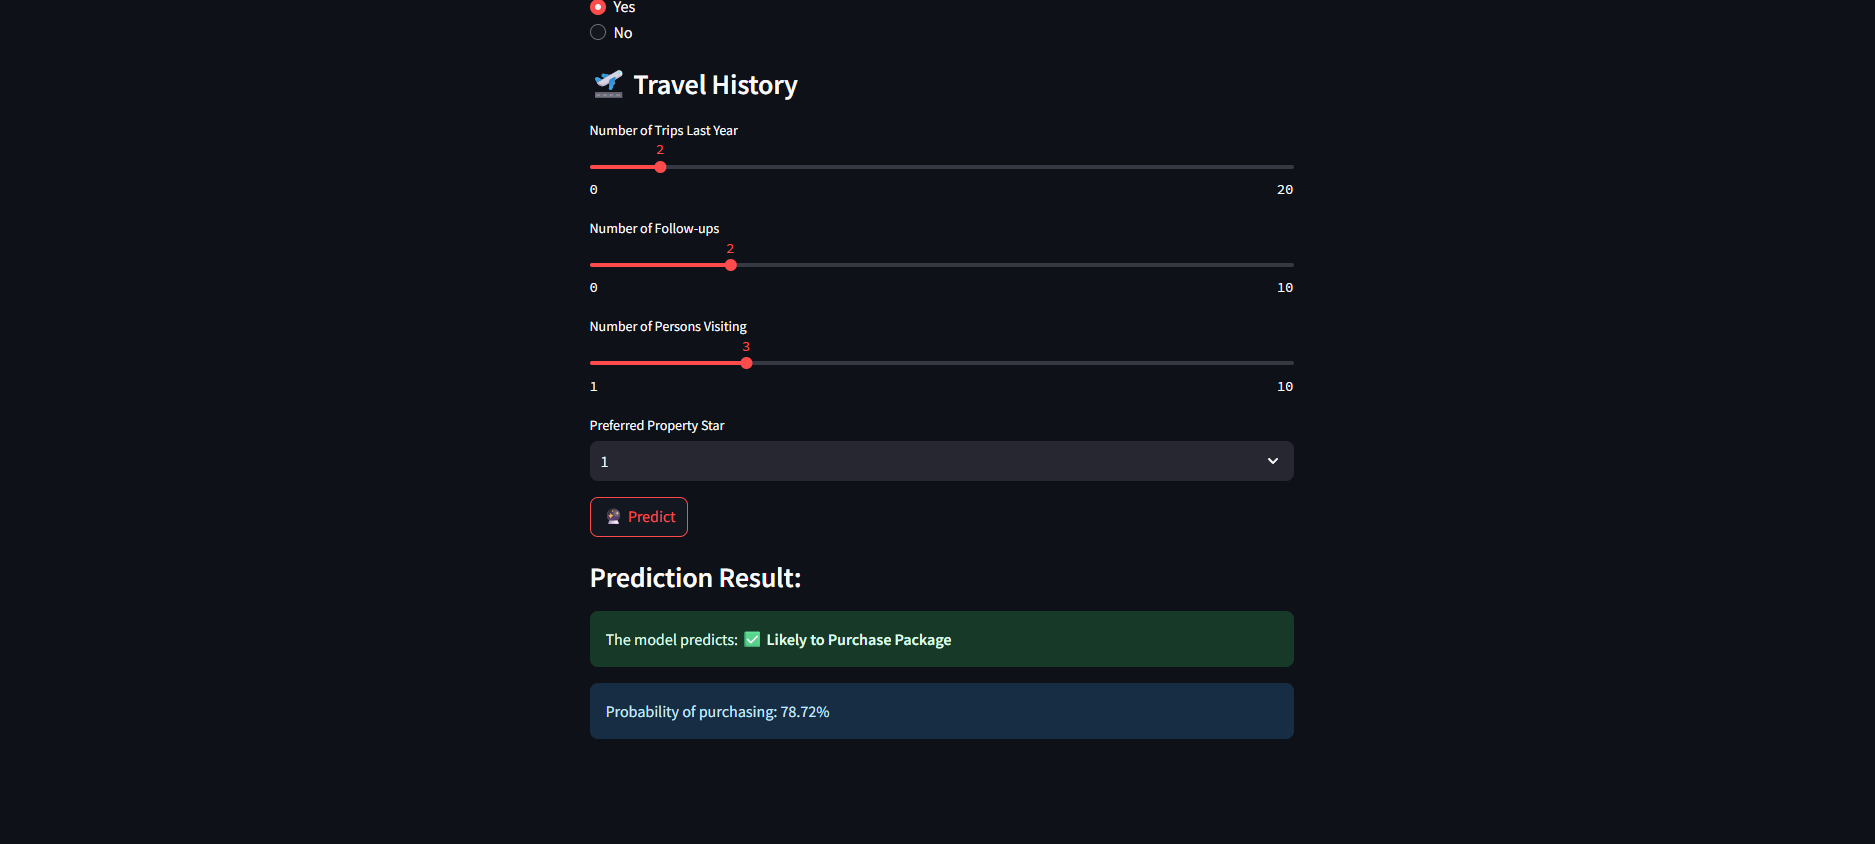 Yes
No
Travel History
Number of Trips Last Year
2
0 20
Number of Follow-ups
2
0 10
Number of Persons Visiting
3
1 10
Preferred Property Star
1
Predict
Prediction Result:
The model predicts: ✅ Likely to Purchase Package
Probability of purchasing: 78.72%